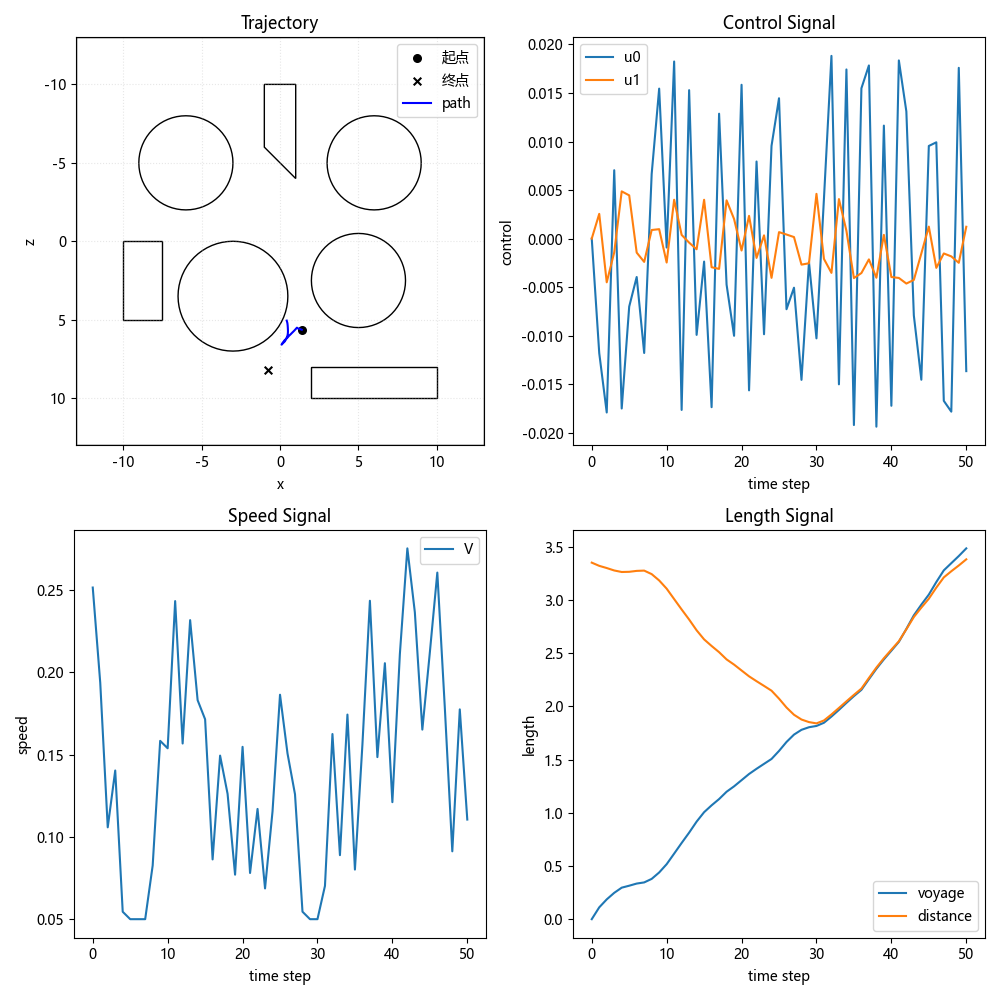 Trajectory
起点
终点
path
-10
-5
0
5
10
z
-10
-5
0
5
10
x
Control Signal
u0
u1
0.020
0.015
0.010
0.005
0.000
-0.005
-0.010
-0.015
-0.020
control
0
10
20
30
40
50
time step
Speed Signal
V
0.25
0.20
0.15
0.10
0.05
speed
0
10
20
30
40
50
time step
Length Signal
3.5
3.0
2.5
2.0
1.5
1.0
0.5
0.0
length
voyage
distance
0
10
20
30
40
50
time step